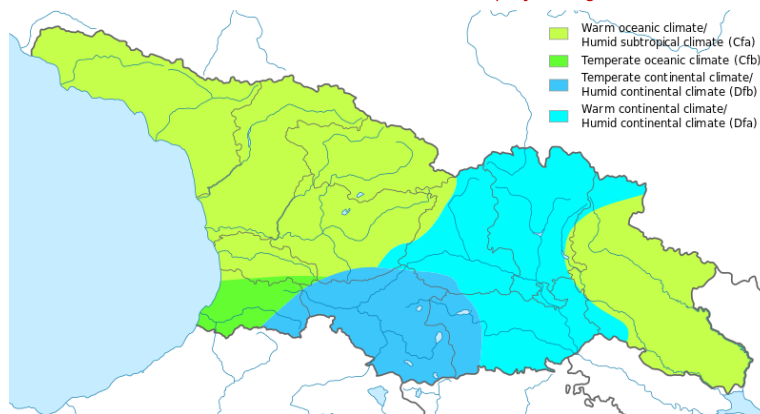 Warm oceanic climate/
Humid subtropical climate (Cfa)
Temperate oceanic climate (Cfb)
Temperate continental climate/
Humid continental climate (Dfb)
Warm continental climate/
Humid continental climate (Dfa)